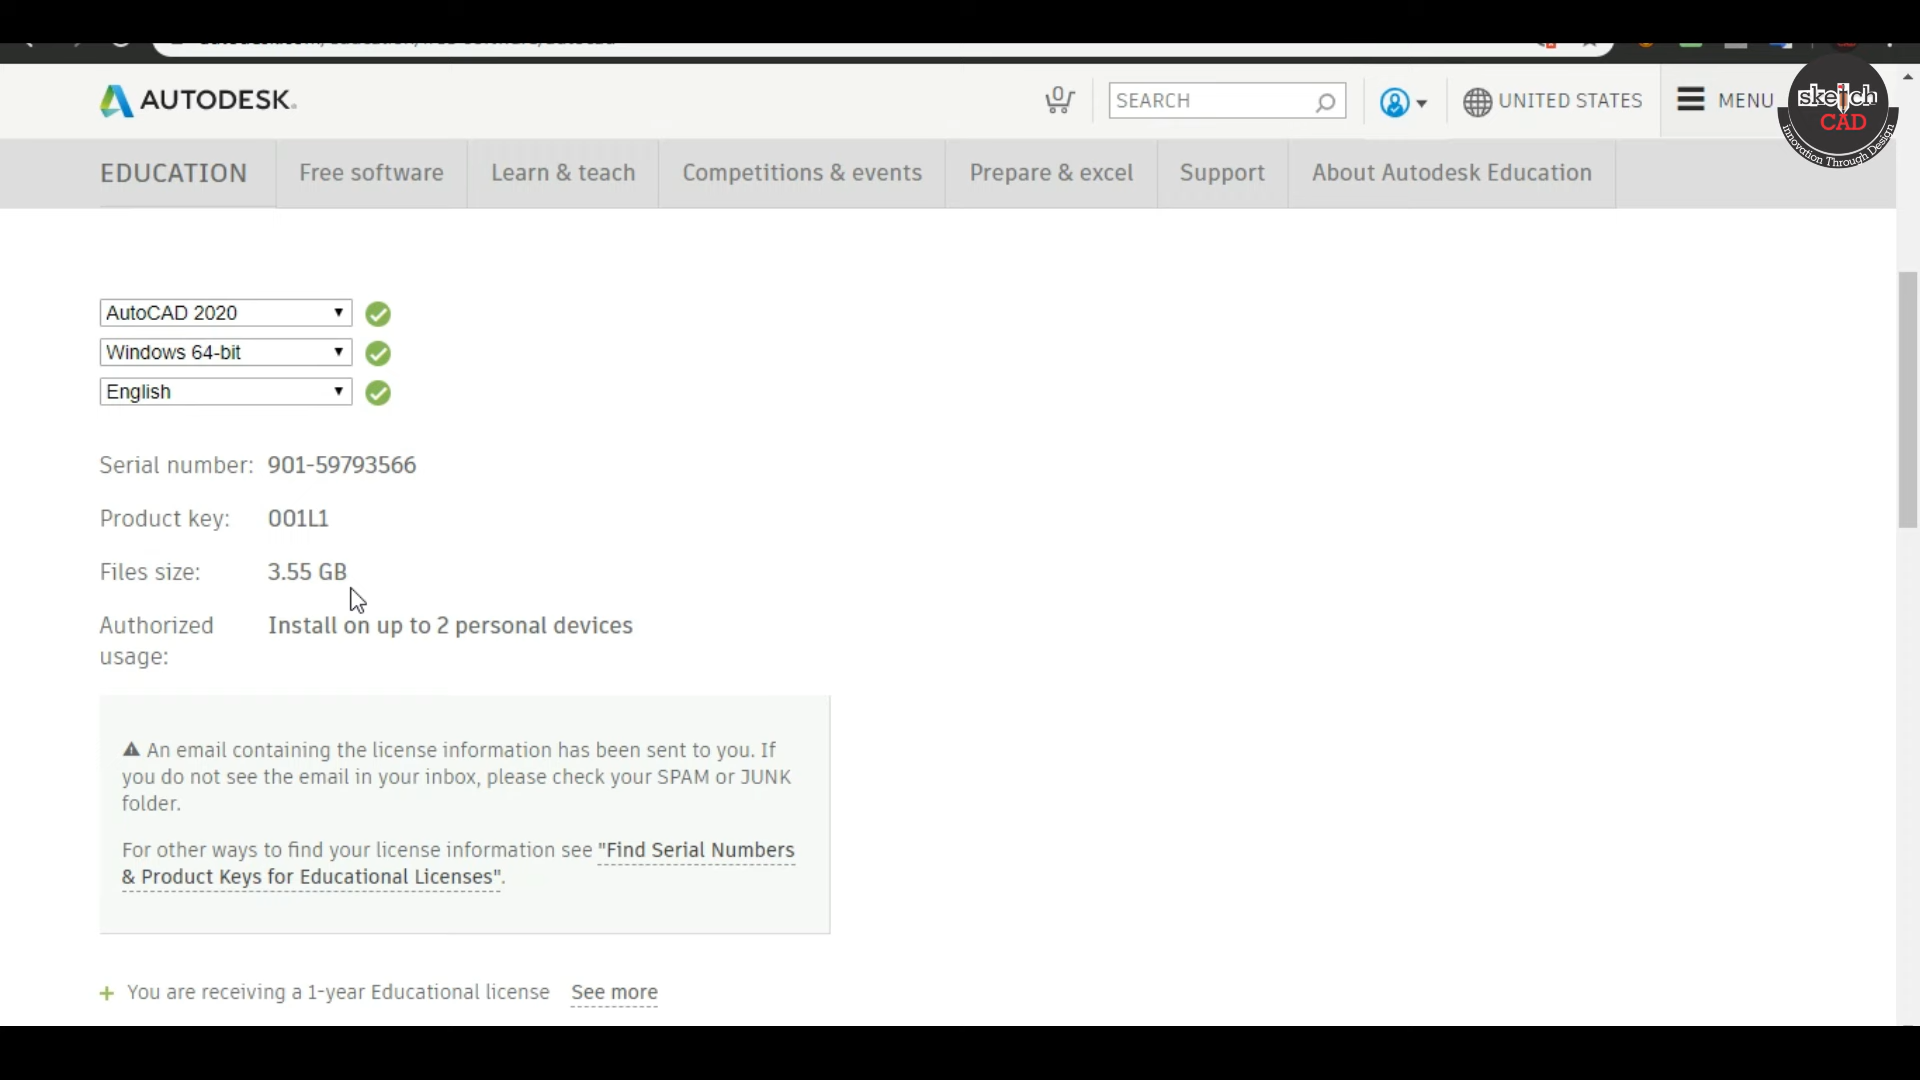 AUTODESK.
0
SEARCH
UNITED STATES
MENU
sketch
CAD
innovation Through Design
EDUCATION
Free software
Learn & teach
Competitions & events
Prepare & excel
Support
About Autodesk Education
AutoCAD 2020
Windows 64-bit
English
Serial number: 901-59793566
Product key: 001L1
Files size: 3.55 GB
Authorized Install on up to 2 personal devices
usage:
An email containing the license information has been sent to you. If
you do not see the email in your inbox, please check your SPAM or JUNK
folder.
For other ways to find your license information see "Find Serial Numbers
& Product Keys for Educational Licenses".
+ You are receiving a 1-year Educational license See more